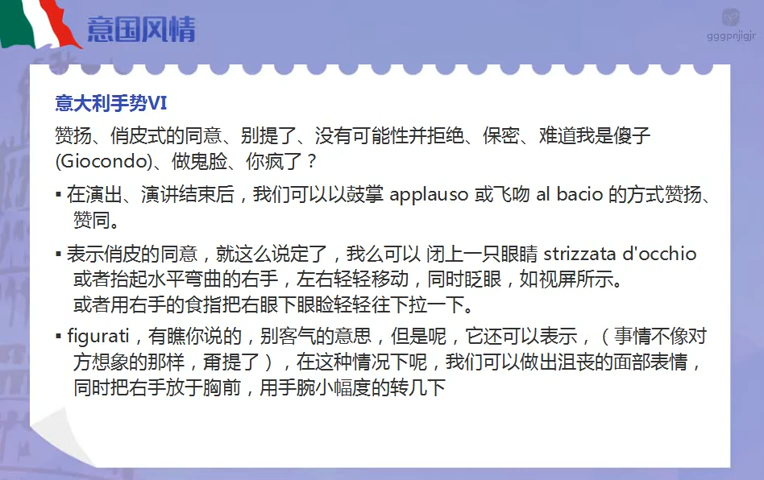 意国风情
gggpnjigjr
意大利手势VI
赞扬、俏皮式的同意、别提了、没有可能性并拒绝、保密、难道我是傻子
(Giocondo)、做鬼脸、你疯了？
▪ 在演出、演讲结束后，我们可以以鼓掌 applauso 或飞吻 al bacio 的方式赞扬、
赞同。
▪ 表示俏皮的同意，就这么说定了，我么可以 闭上一只眼睛 strizzata d'occhio
或者抬起水平弯曲的右手，左右轻轻移动，同时眨眼，如视屏所示。
或者用右手的食指把右眼下眼睑轻轻往下拉一下。
▪ figurati，有瞧你说的，别客气的意思，但是呢，它还可以表示，（事情不像对
方想象的那样，甭提了），在这种情况下呢，我们可以做出沮丧的面部表情，
同时把右手放于胸前，用手腕小幅度的转几下